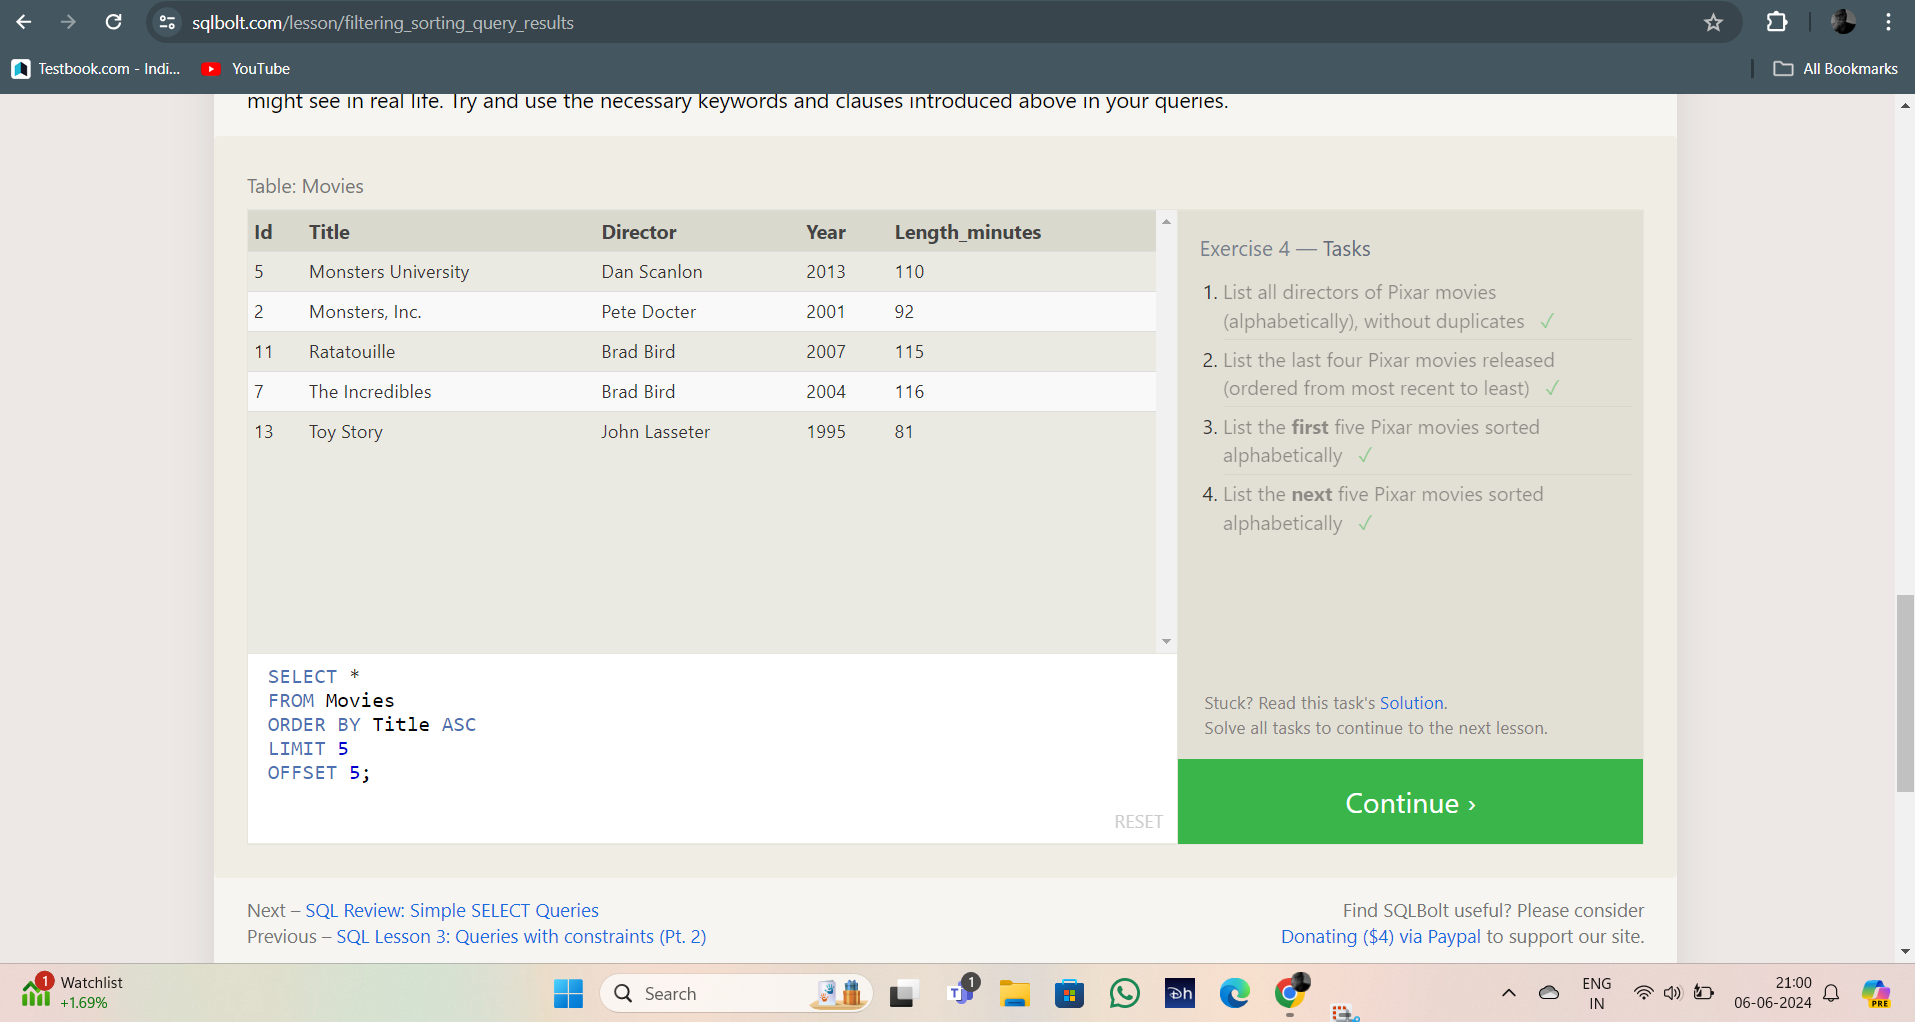 sqlbolt.com/lesson/filtering_sorting_query_results
Testbook.com - Indi...
YouTube
All Bookmarks
might see in real life. Try and use the necessary keywords and clauses introduced above in your queries.
Table: Movies
Id Title Director Year Length_minutes
5 Monsters University Dan Scanlon 2013 110
2 Monsters, Inc. Pete Docter 2001 92
11 Ratatouille Brad Bird 2007 115
7 The Incredibles Brad Bird 2004 116
13 Toy Story John Lasseter 1995 81
SELECT *
FROM Movies
ORDER BY Title ASC
LIMIT 5
OFFSET 5;
RESET
Exercise 4 — Tasks
1. List all directors of Pixar movies
(alphabetically), without duplicates ✓
2. List the last four Pixar movies released
(ordered from most recent to least) ✓
3. List the first five Pixar movies sorted
alphabetically ✓
4. List the next five Pixar movies sorted
alphabetically ✓
Stuck? Read this task's Solution.
Solve all tasks to continue to the next lesson.
Continue ›
Next – SQL Review: Simple SELECT Queries
Previous – SQL Lesson 3: Queries with constraints (Pt. 2)
Find SQLBolt useful? Please consider
Donating ($4) via Paypal to support our site.
1
Watchlist
+1.69%
Search
T
1
Dh
ENG
IN
21:00
06-06-2024
PRE